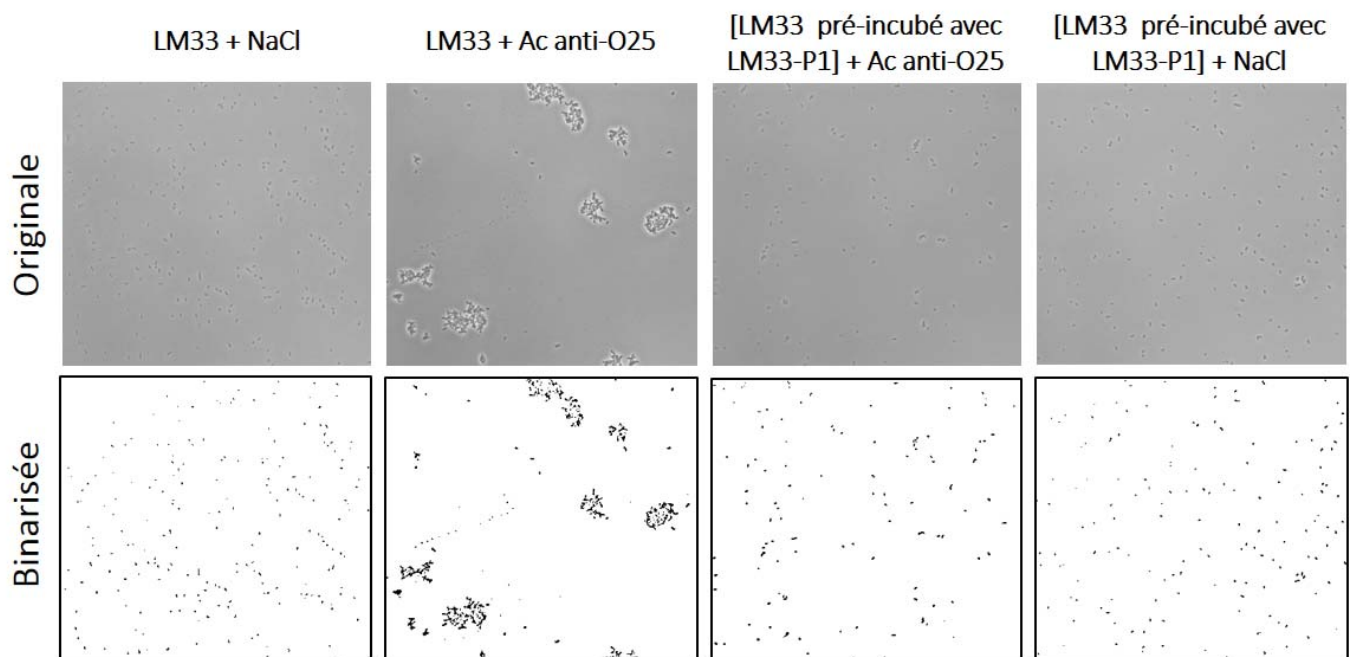 LM33 + NaCl
LM33 + Ac anti-O25
[LM33 pré-incubé avec
LM33-P1] + Ac anti-O25
[LM33 pré-incubé avec
LM33-P1] + NaCl
Originale
Binarisée